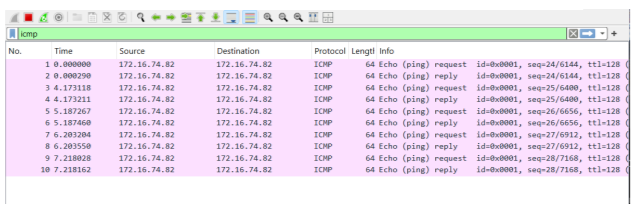 icmp
No. Time Source Destination Protocol Lengtl Info
1 0.000000 172.16.74.82 172.16.74.82 ICMP 64 Echo (ping) request id=0x0001, seq=24/6144, ttl=128 (
2 0.000290 172.16.74.82 172.16.74.82 ICMP 64 Echo (ping) reply id=0x0001, seq=24/6144, ttl=128 (
3 4.173118 172.16.74.82 172.16.74.82 ICMP 64 Echo (ping) request id=0x0001, seq=25/6400, ttl=128 (
4 4.173211 172.16.74.82 172.16.74.82 ICMP 64 Echo (ping) reply id=0x0001, seq=25/6400, ttl=128 (
5 5.187267 172.16.74.82 172.16.74.82 ICMP 64 Echo (ping) request id=0x0001, seq=26/6656, ttl=128 (
6 5.187460 172.16.74.82 172.16.74.82 ICMP 64 Echo (ping) reply id=0x0001, seq=26/6656, ttl=128 (
7 6.203204 172.16.74.82 172.16.74.82 ICMP 64 Echo (ping) request id=0x0001, seq=27/6912, ttl=128 (
8 6.203550 172.16.74.82 172.16.74.82 ICMP 64 Echo (ping) reply id=0x0001, seq=27/6912, ttl=128 (
9 7.218028 172.16.74.82 172.16.74.82 ICMP 64 Echo (ping) request id=0x0001, seq=28/7168, ttl=128 (
10 7.218162 172.16.74.82 172.16.74.82 ICMP 64 Echo (ping) reply id=0x0001, seq=28/7168, ttl=128 (